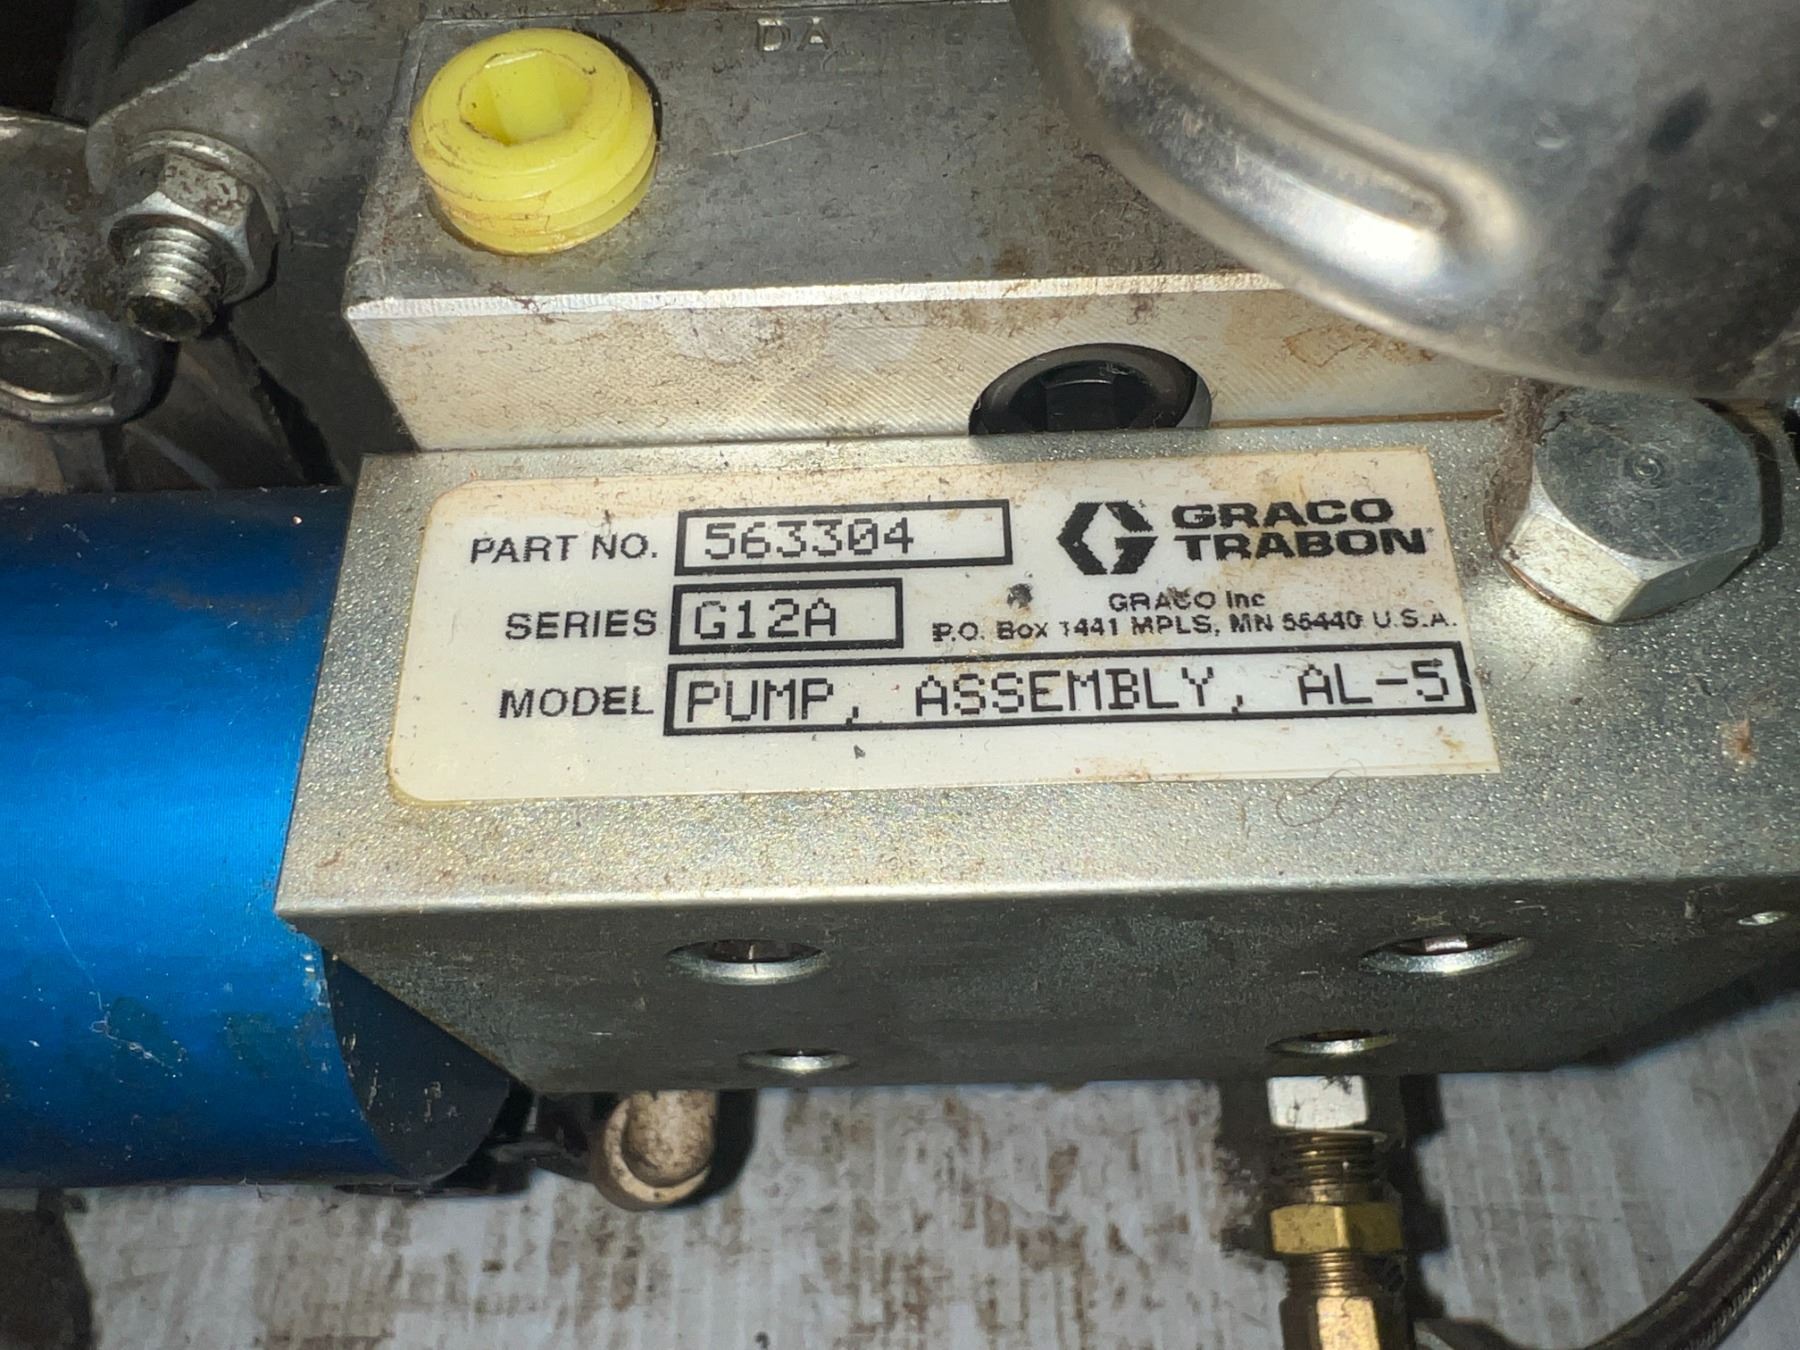 DA
PART NO. 563304
GRACO
TRABON
SERIES G12A
GRACO Inc
P.O. Box 1441 MPLS, MN 55440 U.S.A.
MODEL PUMP, ASSEMBLY, AL-5